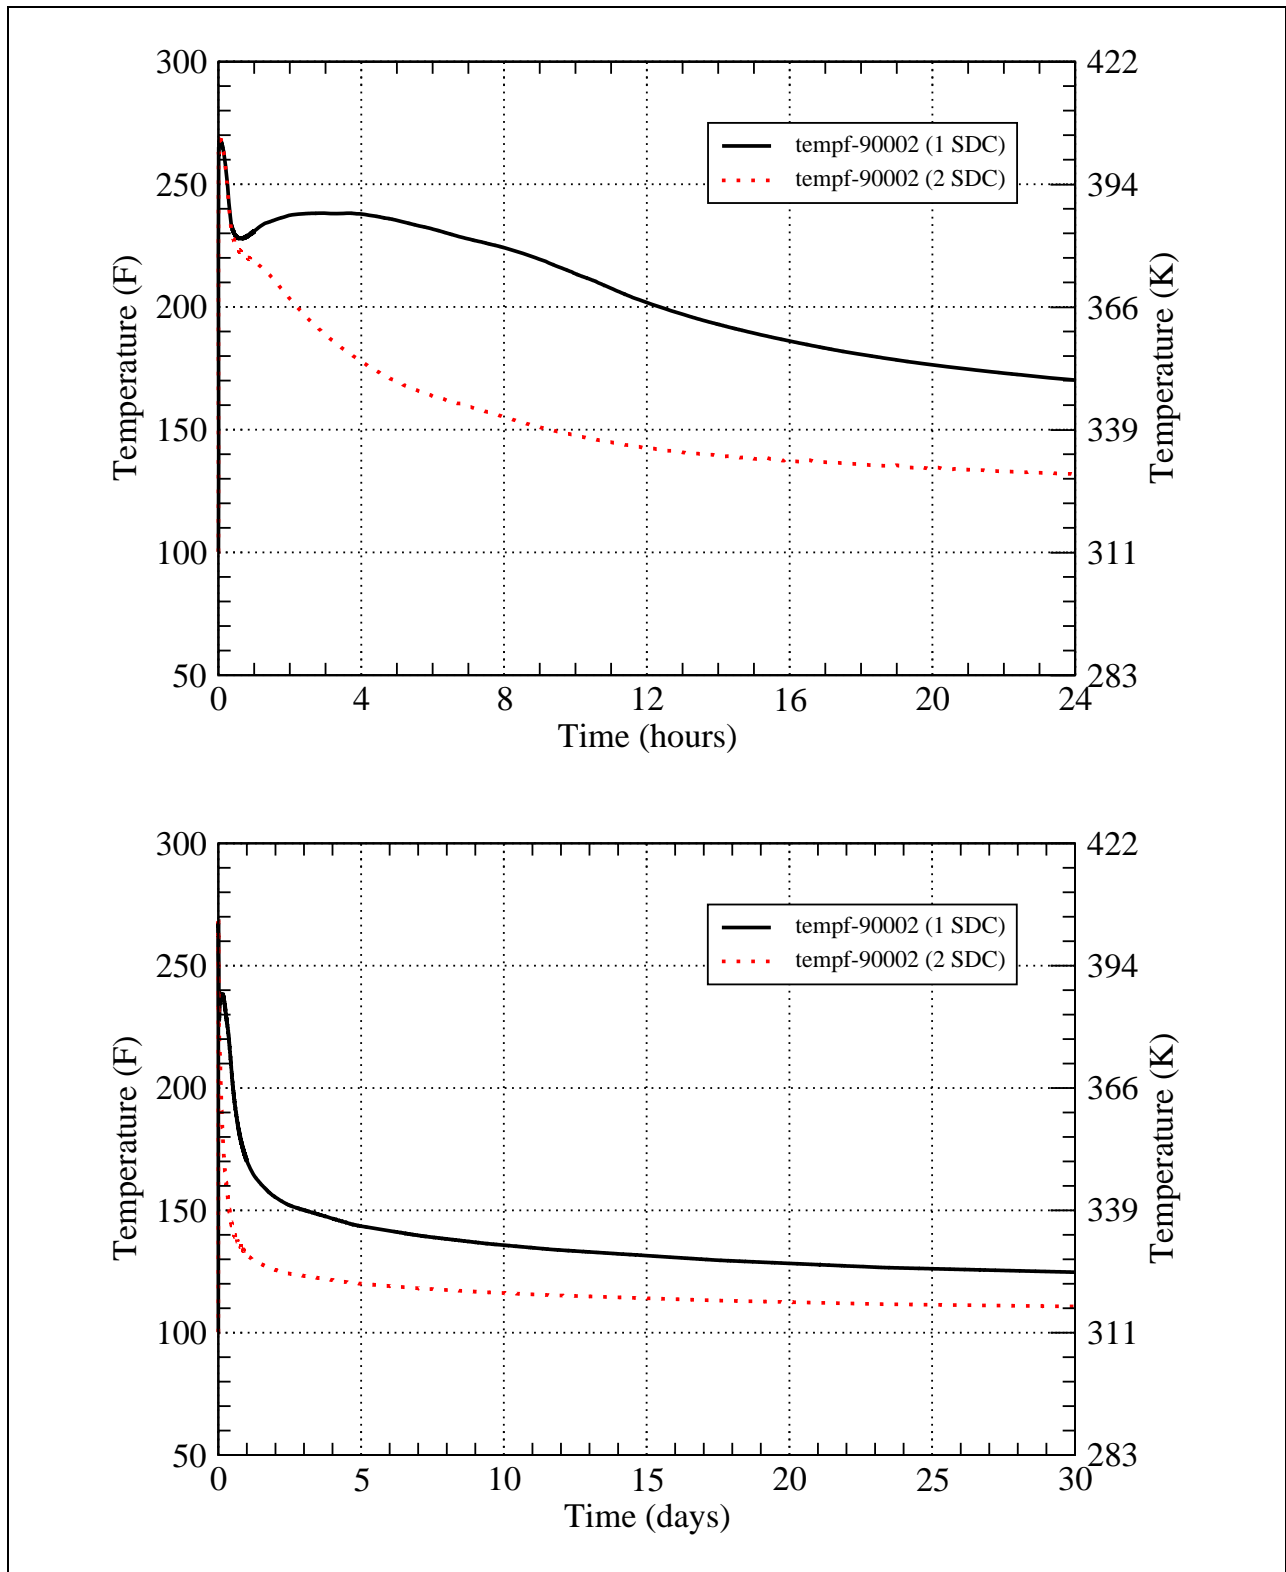 300
250
200
150
100
50
Temperature (F)
422
394
366
339
311
283
Temperature (K)
tempf-90002 (1 SDC)
tempf-90002 (2 SDC)
0 4 8 12 16 20 24
Time (hours)
300
250
200
150
100
50
Temperature (F)
422
394
366
339
311
283
Temperature (K)
tempf-90002 (1 SDC)
tempf-90002 (2 SDC)
0 5 10 15 20 25 30
Time (days)